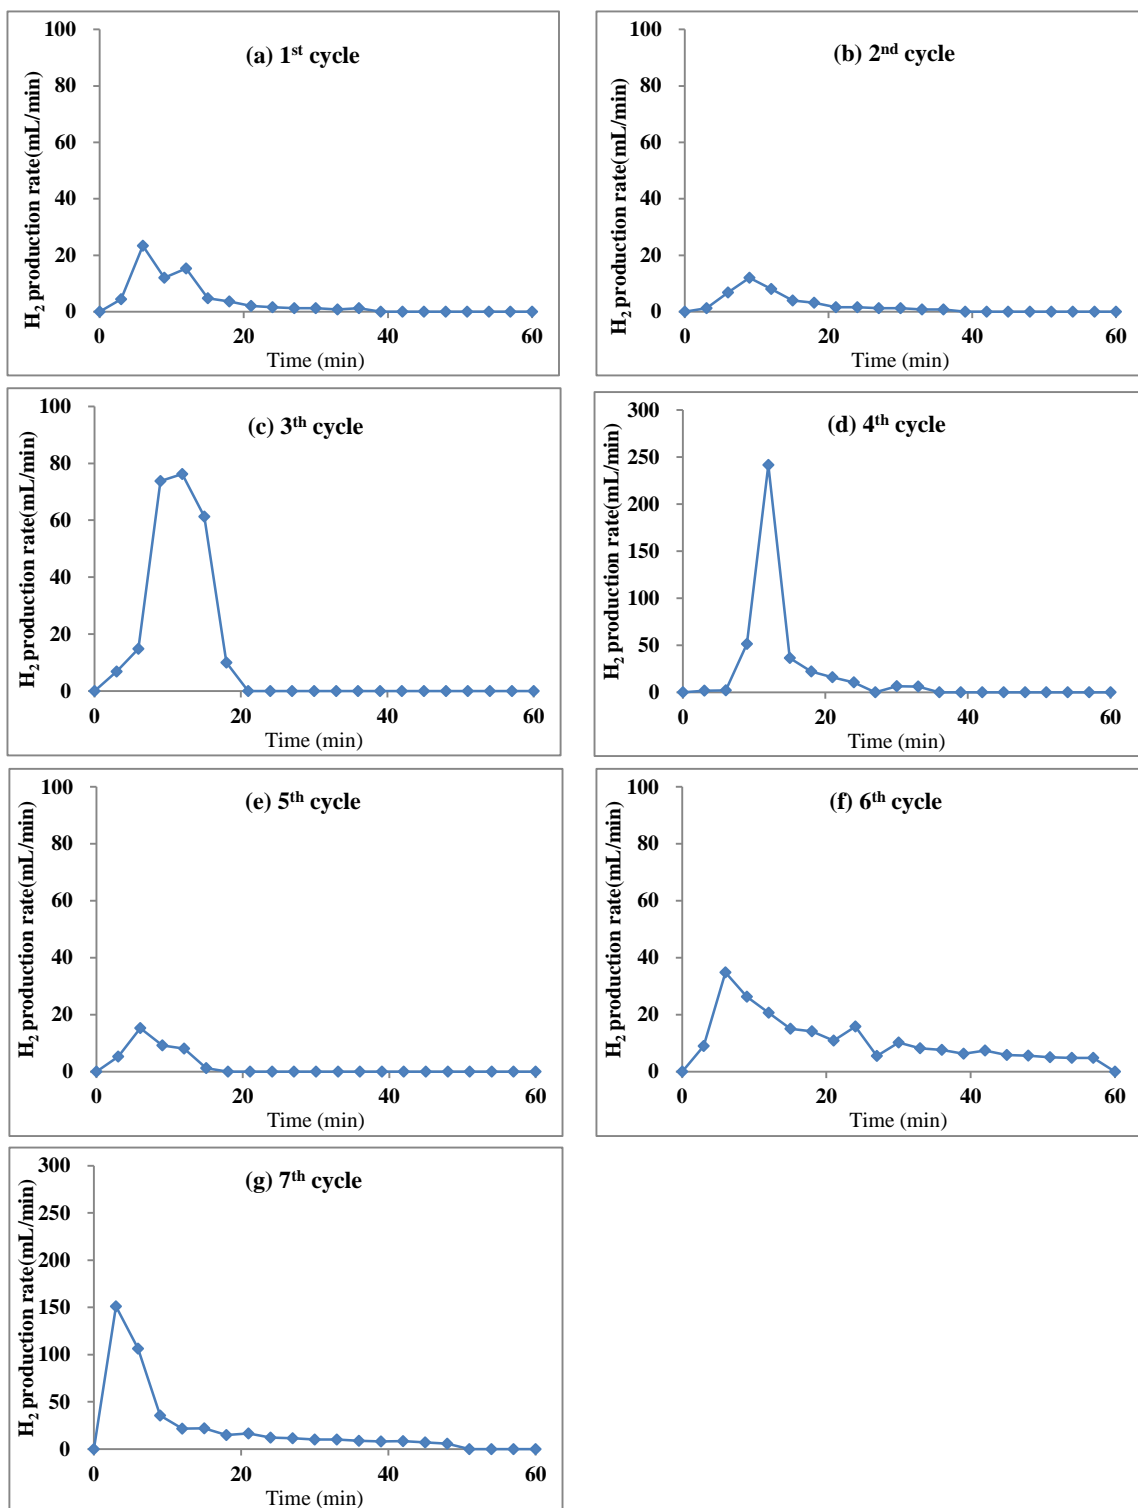 (a) 1st cycle
H2 production rate(mL/min)
100
80
60
40
20
0
0 20 40 60
Time (min)
(b) 2nd cycle
H2 production rate(mL/min)
100
80
60
40
20
0
0 20 40 60
Time (min)
(c) 3th cycle
H2 production rate(mL/min)
100
80
60
40
20
0
0 20 40 60
Time (min)
(d) 4th cycle
H2 production rate(mL/min)
300
250
200
150
100
50
0
0 20 40 60
Time (min)
(e) 5th cycle
H2 production rate(mL/min)
100
80
60
40
20
0
0 20 40 60
Time (min)
(f) 6th cycle
H2 production rate(mL/min)
100
80
60
40
20
0
0 20 40 60
Time (min)
(g) 7th cycle
H2 production rate(mL/min)
300
250
200
150
100
50
0
0 20 40 60
Time (min)